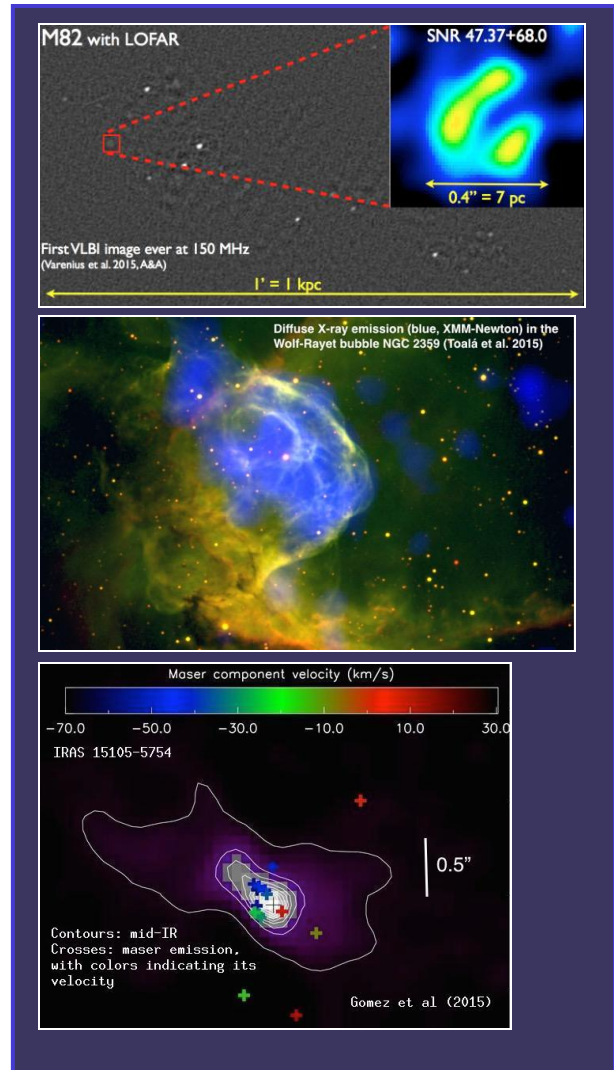 M82 with LOFAR
SNR 47.37+68.0
0.4" = 7 pc
First VLBI image ever at 150 MHz
(Varenius et al. 2015, A&A)
1' = 1 kpc
Diffuse X-ray emission (blue, XMM-Newton) in the
Wolf-Rayet bubble NGC 2359 (Toalá et al. 2015)
Maser component velocity (km/s)
-70.0 -50.0 -30.0 -10.0 10.0 30.0
IRAS 15105-5754
0.5"
Contours: mid-IR
Crosses: maser emission,
with colors indicating its
velocity
Gomez et al (2015)